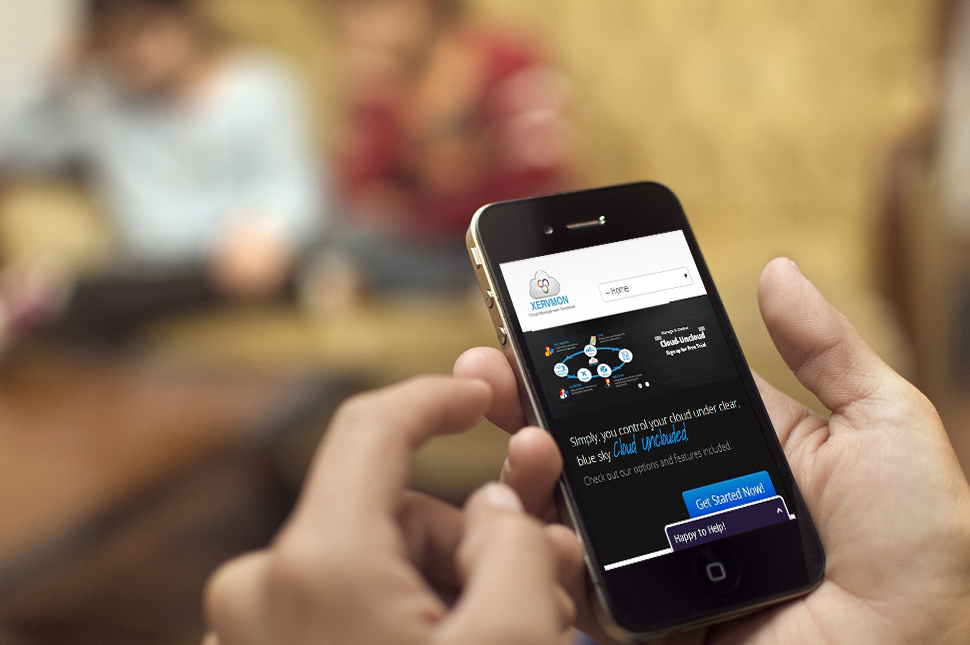 XERVMON
Cloud Management Simplified
-- Home
Manage & Control
Cloud-Uncloud
Sign up for Free Trial
Simply, you control your cloud under clear,
blue sky Cloud Unclouded.
Check out our options and features included.
Get Started Now!
Happy to Help!